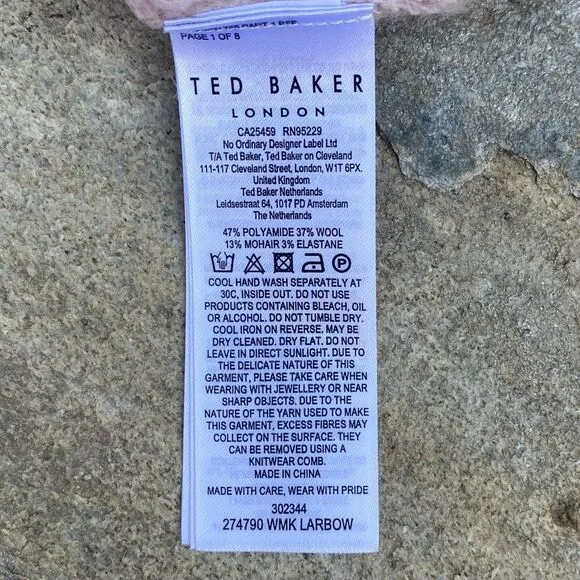 PAGE 1 OF 8
TED BAKER
LONDON
CA25459 RN95229
No Ordinary Designer Label Ltd
T/A Ted Baker, Ted Baker on Cleveland
111-117 Cleveland Street, London, W1T 6PX.
United Kingdom
Ted Baker Netherlands
Leidsestraat 64, 1017 PD Amsterdam
The Netherlands
47% POLYAMIDE 37% WOOL
13% MOHAIR 3% ELASTANE
COOL HAND WASH SEPARATELY AT
30C, INSIDE OUT. DO NOT USE
PRODUCTS CONTAINING BLEACH, OIL
OR ALCOHOL. DO NOT TUMBLE DRY.
COOL IRON ON REVERSE. MAY BE
DRY CLEANED. DRY FLAT. DO NOT
LEAVE IN DIRECT SUNLIGHT. DUE TO
THE DELICATE NATURE OF THIS
GARMENT, PLEASE TAKE CARE WHEN
WEARING WITH JEWELLERY OR NEAR
SHARP OBJECTS. DUE TO THE
NATURE OF THE YARN USED TO MAKE
THIS GARMENT, EXCESS FIBRES MAY
COLLECT ON THE SURFACE. THEY
CAN BE REMOVED USING A
KNITWEAR COMB.
MADE IN CHINA
MADE WITH CARE, WEAR WITH PRIDE
302344
274790 WMK LARBOW